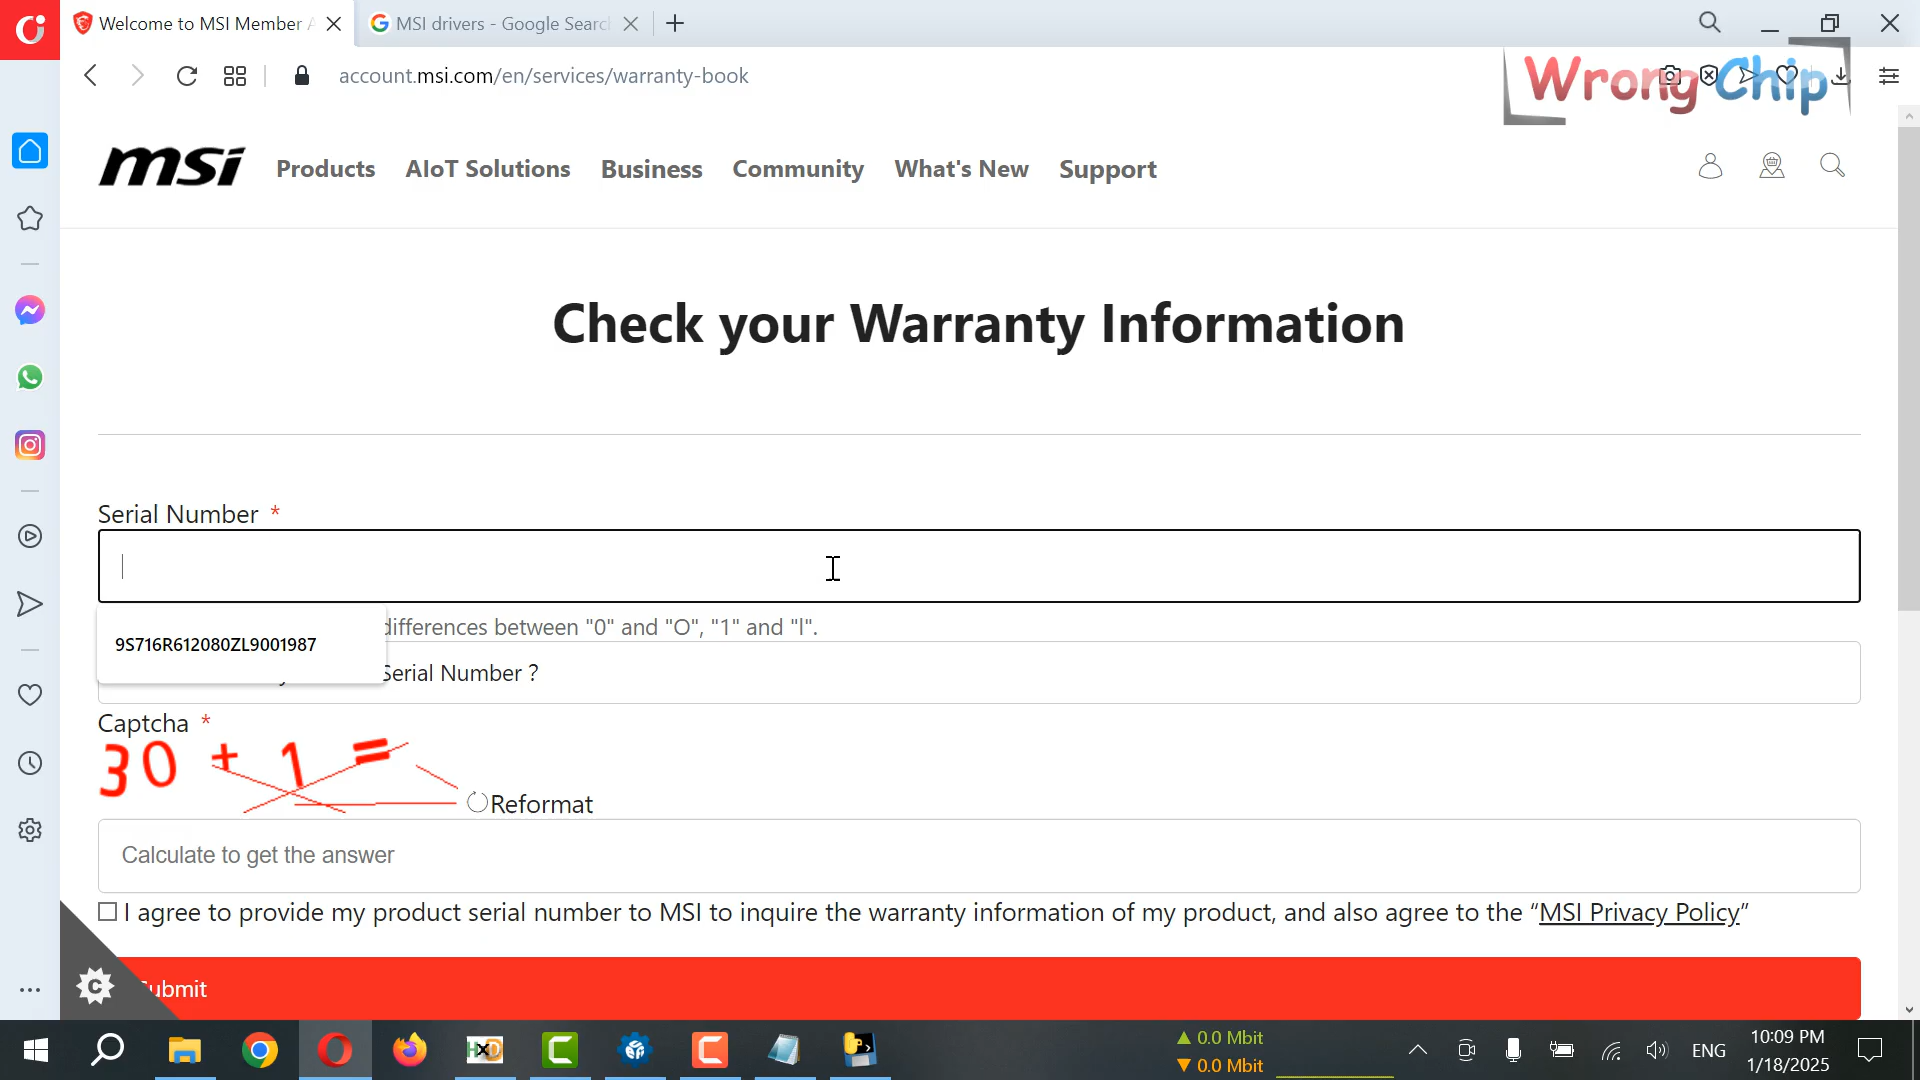 Welcome to MSI Member A
MSI drivers - Google Searc
account.msi.com/en/services/warranty-book
WrongChip
msi
Products
AIoT Solutions
Business
Community
What's New
Support
Check your Warranty Information
Serial Number *
9S716R612080ZL9001987
differences between "0" and "O", "1" and "l".
Serial Number ?
Captcha *
30 + 1 =
Reformat
Calculate to get the answer
I agree to provide my product serial number to MSI to inquire the warranty information of my product, and also agree to the “MSI Privacy Policy”
ubmit
0.0 Mbit
0.0 Mbit
ENG
10:09 PM
1/18/2025